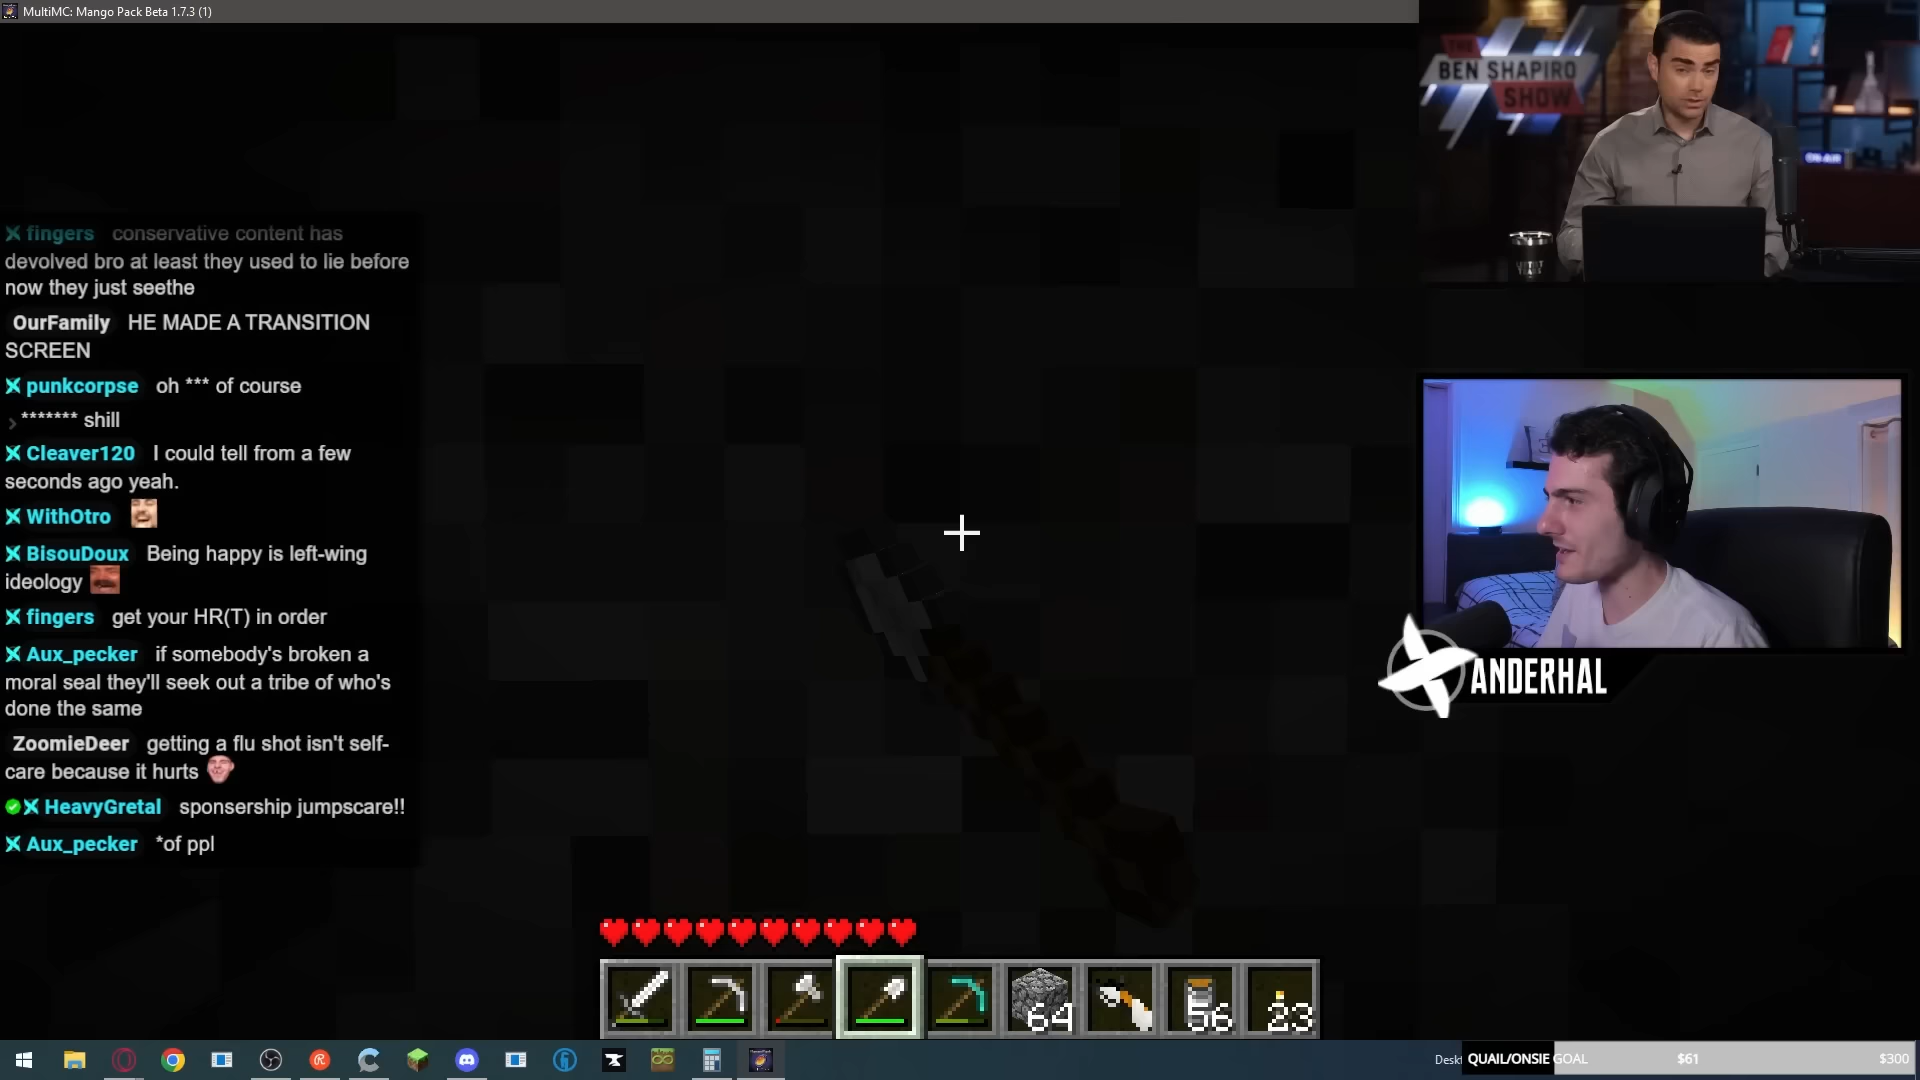 MultiMC: Mango Pack Beta 1.7.3 (1)
THE
BEN SHAPIRO
SHOW
ON AIR
fingers conservative content has
devolved bro at least they used to lie before
now they just seethe
OurFamily HE MADE A TRANSITION
SCREEN
punkcorpse oh *** of course
******* shill
Cleaver120 I could tell from a few
seconds ago yeah.
WithOtro
BisouDoux Being happy is left-wing
ideology
fingers get your HR(T) in order
Aux_pecker if somebody's broken a
moral seal they'll seek out a tribe of who's
done the same
ZoomieDeer getting a flu shot isn't self-
care because it hurts
HeavyGretal sponsership jumpscare!!
Aux_pecker *of ppl
ANDERHAL
64
56
23
Deskt
QUAIL/ONSIE GOAL $61 $300